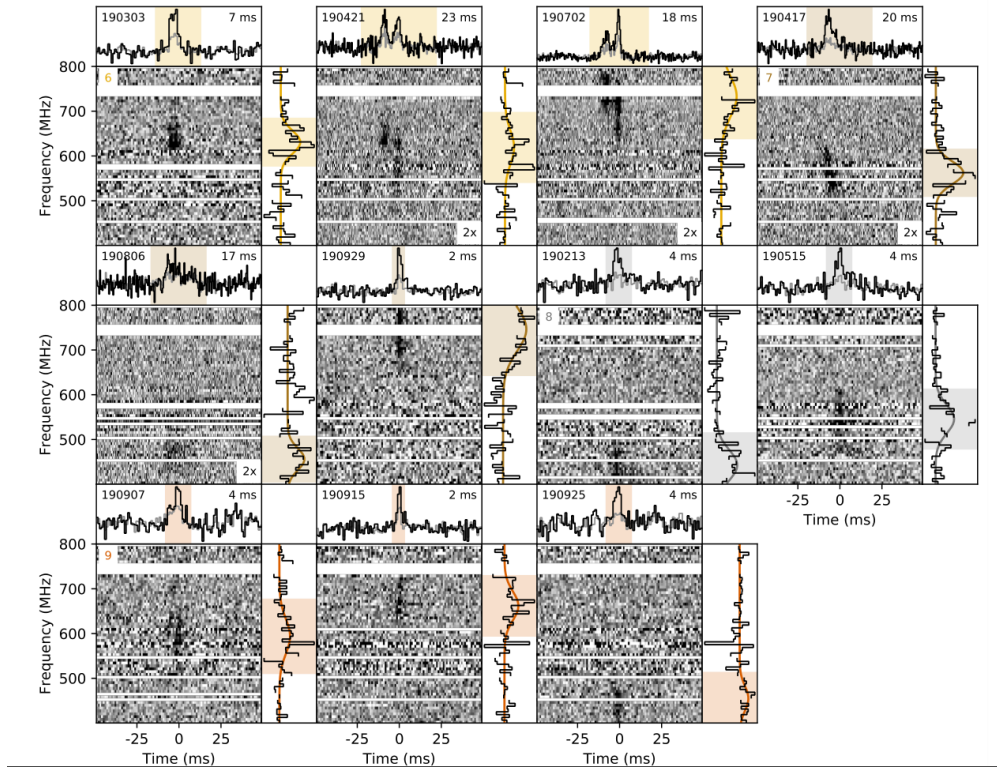 190303 7 ms
190421 23 ms
190702 18 ms
190417 20 ms
Frequency (MHz)
800
700
600
500
6
2x
2x
7
2x
190806 17 ms
190929 2 ms
190213 4 ms
190515 4 ms
Frequency (MHz)
800
700
600
500
2x
8
-25 0 25
Time (ms)
190907 4 ms
190915 2 ms
190925 4 ms
Frequency (MHz)
800
700
600
500
9
-25 0 25
-25 0 25
-25 0 25
Time (ms)
Time (ms)
Time (ms)